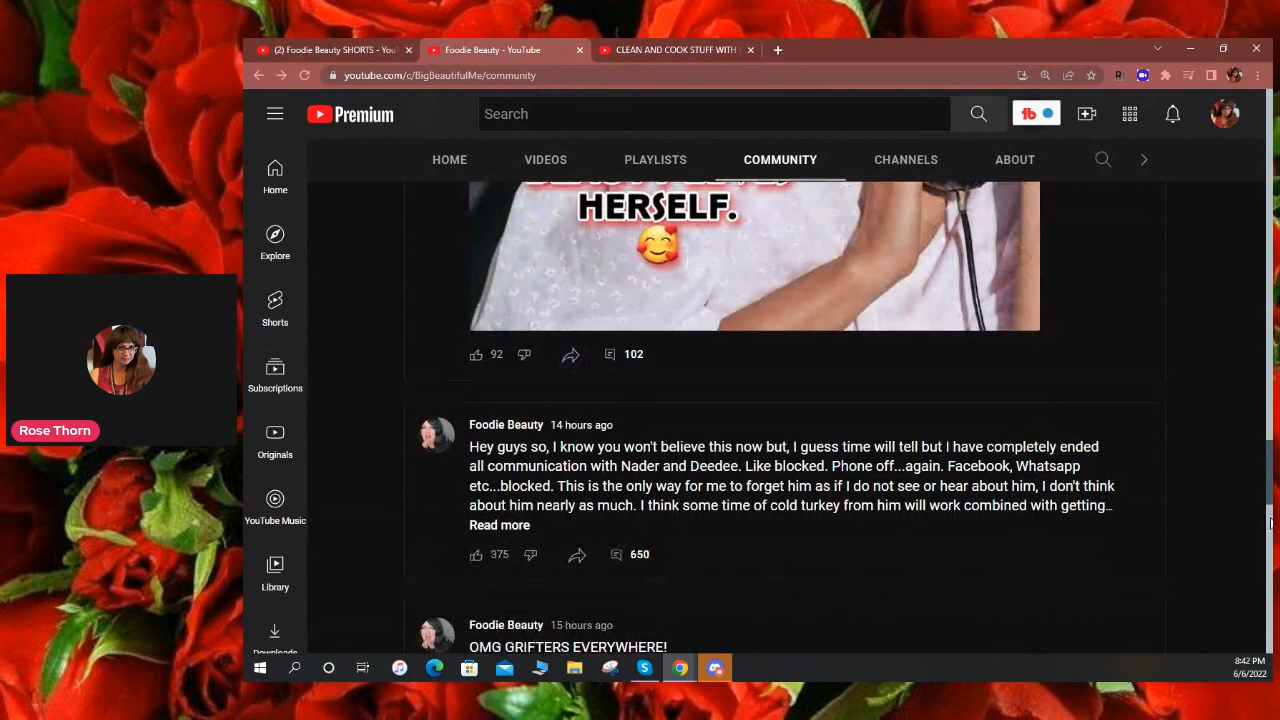 (2) Foodie Beauty SHORTS - YouT
Foodie Beauty - YouTube
CLEAN AND COOK STUFF WITH
youtube.com/c/BigBeautifulMe/community
Premium
Search
HOME
VIDEOS
PLAYLISTS
COMMUNITY
CHANNELS
ABOUT
Home
Explore
Shorts
Subscriptions
Originals
YouTube Music
Library
Downloads
Rose Thorn
HERSELF.
92
102
Foodie Beauty 14 hours ago
Hey guys so, I know you won't believe this now but, I guess time will tell but I have completely ended
all communication with Nader and Deedee. Like blocked. Phone off...again. Facebook, Whatsapp
etc...blocked. This is the only way for me to forget him as if I do not see or hear about him, I don't think
about him nearly as much. I think some time of cold turkey from him will work combined with getting...
Read more
375
650
Foodie Beauty 15 hours ago
OMG GRIFTERS EVERYWHERE!
8:42 PM
6/6/2022